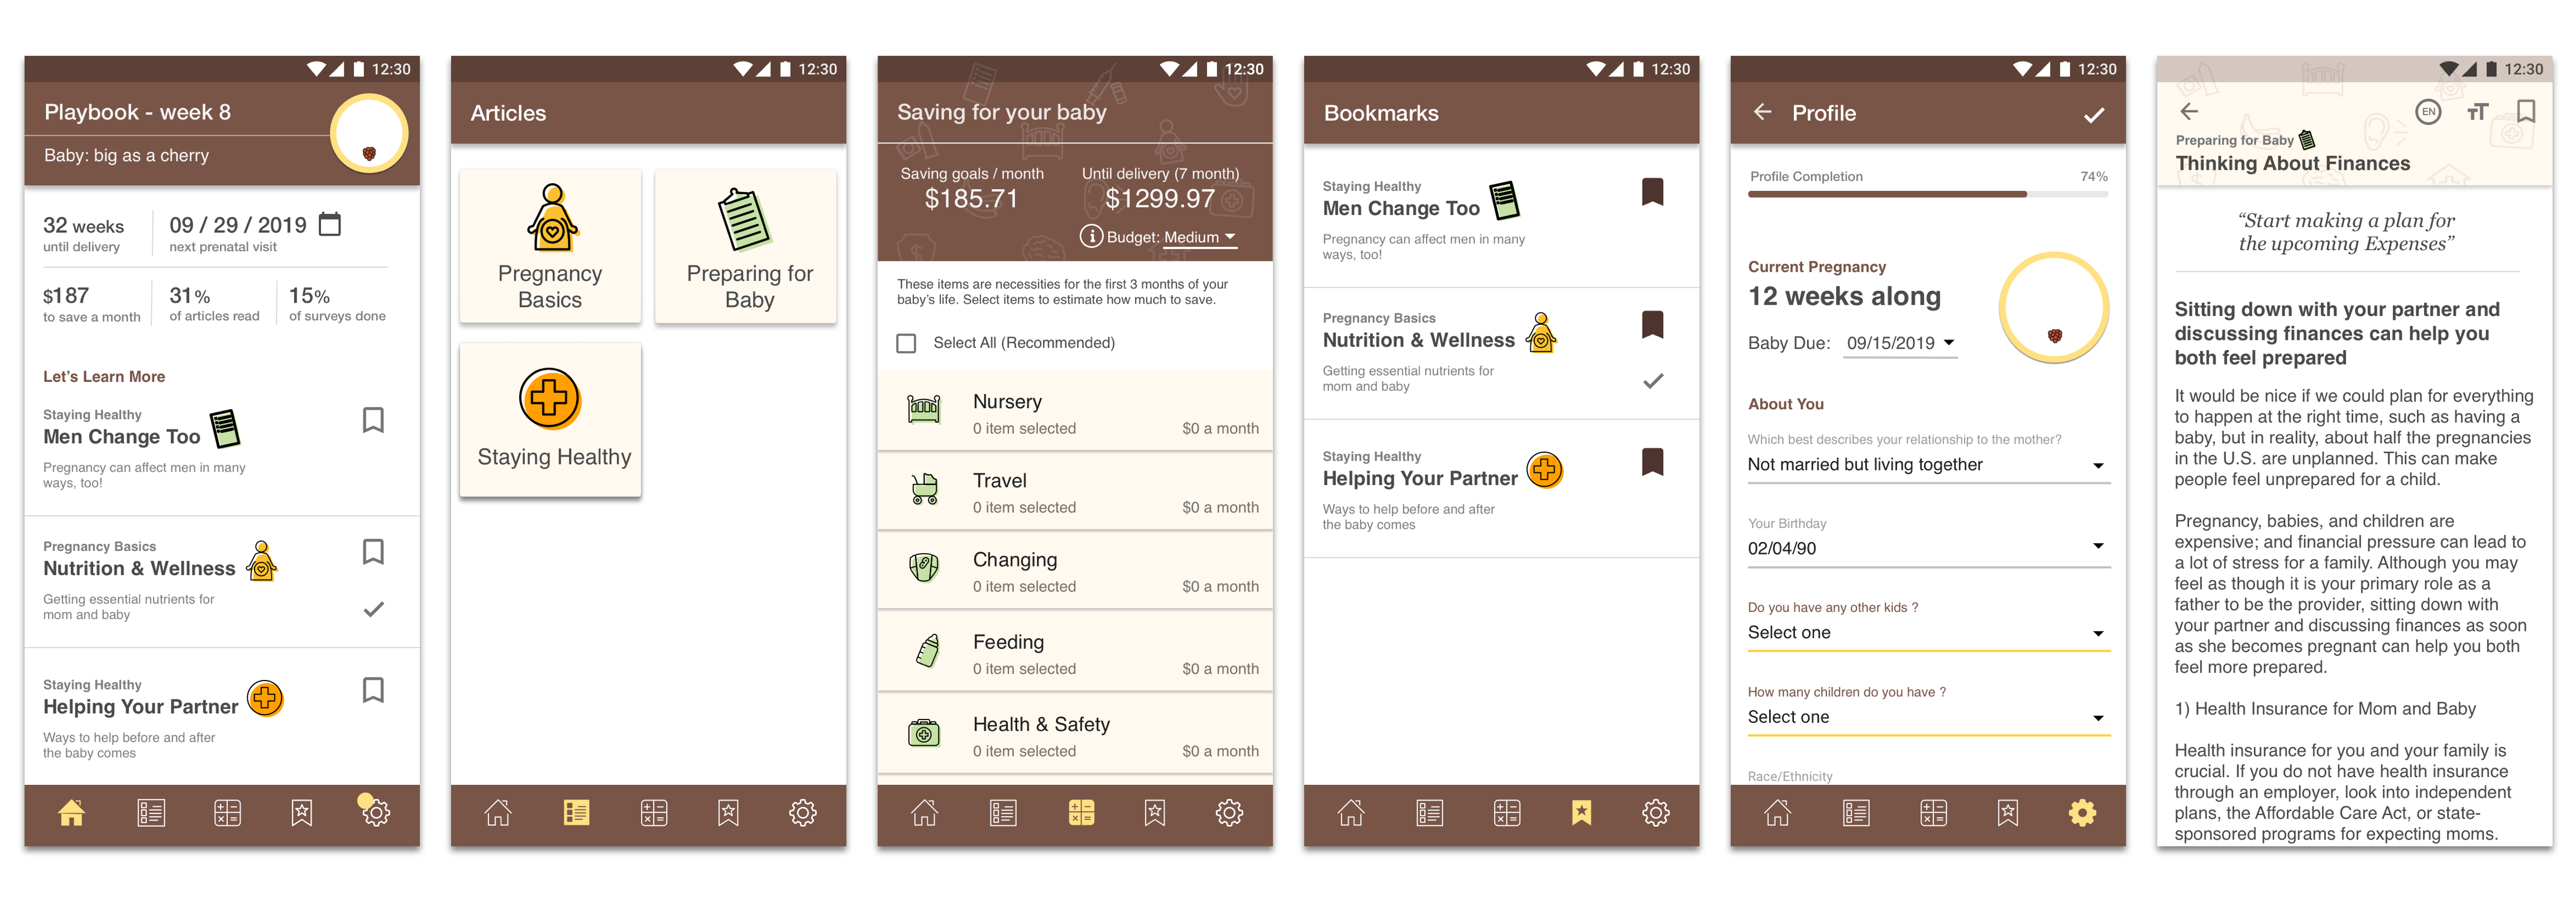 12:30
Playbook - week 8
Baby: big as a cherry
32 weeks
until delivery
09 / 29 / 2019
next prenatal visit
$187
to save a month
31%
of articles read
15%
of surveys done
Let's Learn More
Staying Healthy
Men Change Too
Pregnancy can affect men in many
ways, too!
Pregnancy Basics
Nutrition & Wellness
Getting essential nutrients for
mom and baby
Staying Healthy
Helping Your Partner
Ways to help before and after
the baby comes
12:30
Articles
Pregnancy
Basics
Preparing for
Baby
Staying Healthy
12:30
Saving for your baby
Saving goals / month
$185.71
Until delivery (7 month)
$1299.97
Budget: Medium
These items are necessities for the first 3 months of your
baby's life. Select items to estimate how much to save.
Select All (Recommended)
Nursery
0 item selected
$0 a month
Travel
0 item selected
$0 a month
Changing
0 item selected
$0 a month
Feeding
0 item selected
$0 a month
Health & Safety
0 item selected
$0 a month
12:30
Bookmarks
Staying Healthy
Men Change Too
Pregnancy can affect men in many
ways, too!
Pregnancy Basics
Nutrition & Wellness
Getting essential nutrients for
mom and baby
Staying Healthy
Helping Your Partner
Ways to help before and after
the baby comes
12:30
Profile
Profile Completion
74%
Current Pregnancy
12 weeks along
Baby Due: 09/15/2019
About You
Which best describes your relationship to the mother?
Not married but living together
Your Birthday
02/04/90
Do you have any other kids ?
Select one
How many children do you have ?
Select one
Race/Ethnicity
12:30
EN
TT
Preparing for Baby
Thinking About Finances
“Start making a plan for
the upcoming Expenses”
Sitting down with your partner and
discussing finances can help you
both feel prepared
It would be nice if we could plan for everything
to happen at the right time, such as having a
baby, but in reality, about half the pregnancies
in the U.S. are unplanned. This can make
people feel unprepared for a child.
Pregnancy, babies, and children are
expensive; and financial pressure can lead to
a lot of stress for a family. Although you may
feel as though it is your primary role as a
father to be the provider, sitting down with
your partner and discussing finances as soon
as she becomes pregnant can help you both
feel more prepared.
1) Health Insurance for Mom and Baby
Health insurance for you and your family is
crucial. If you do not have health insurance
through an employer, look into independent
plans, the Affordable Care Act, or state-
sponsored programs for expecting moms.